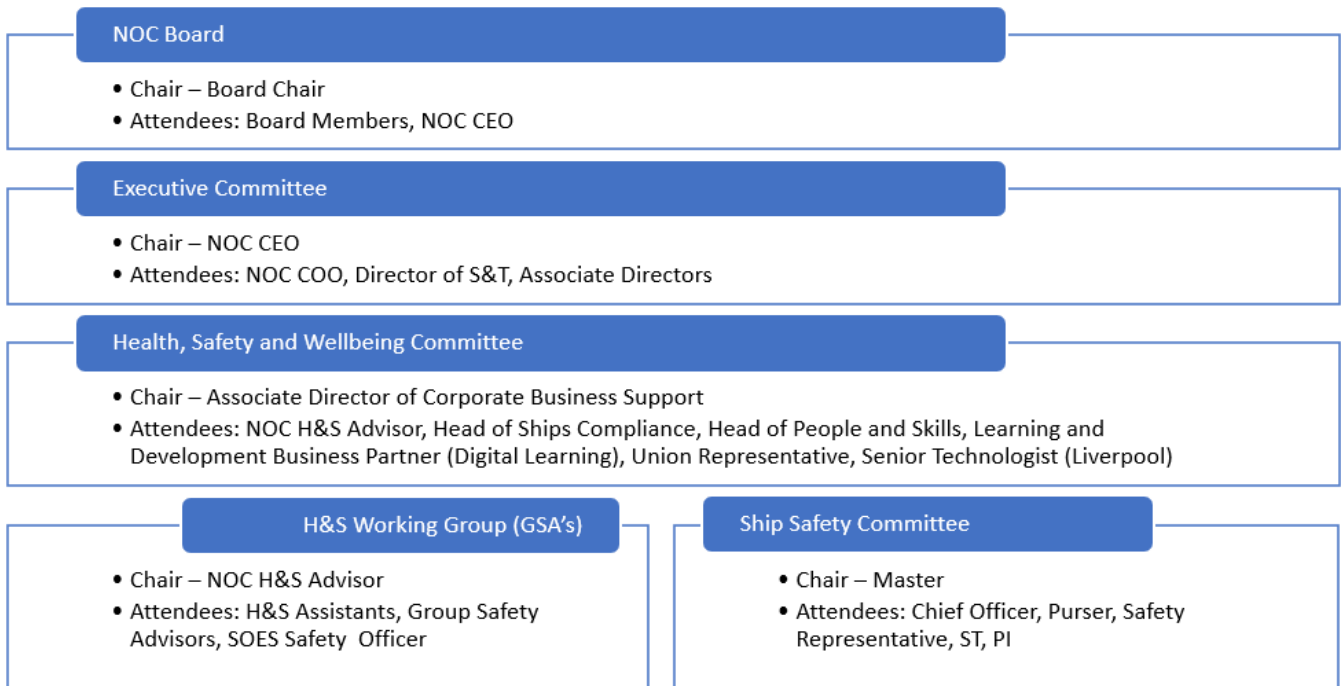 NOC Board
• Chair – Board Chair
• Attendees: Board Members, NOC CEO
Executive Committee
• Chair – NOC CEO
• Attendees: NOC COO, Director of S&T, Associate Directors
Health, Safety and Wellbeing Committee
• Chair – Associate Director of Corporate Business Support
• Attendees: NOC H&S Advisor, Head of Ships Compliance, Head of People and Skills, Learning and
Development Business Partner (Digital Learning), Union Representative, Senior Technologist (Liverpool)
H&S Working Group (GSA’s)
• Chair – NOC H&S Advisor
• Attendees: H&S Assistants, Group Safety
Advisors, SOES Safety Officer
Ship Safety Committee
• Chair – Master
• Attendees: Chief Officer, Purser, Safety
Representative, ST, PI